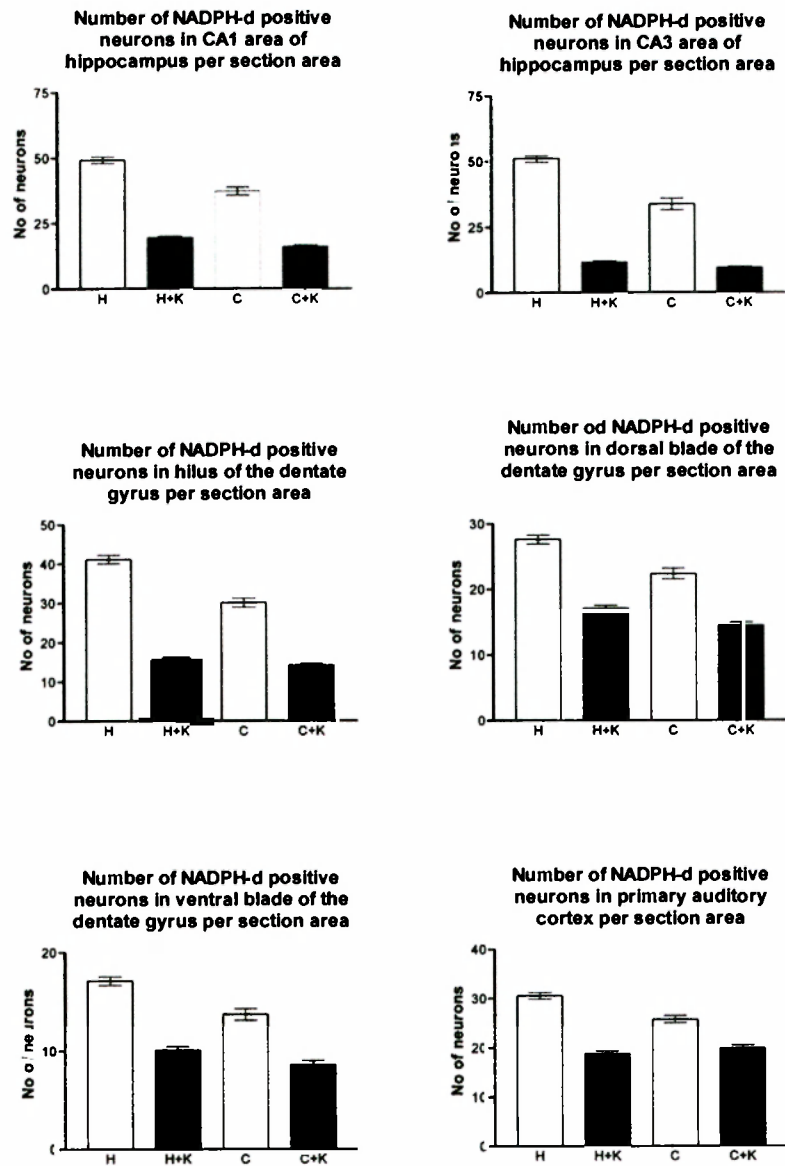 Number of NADPH-d positive
neurons in CA1 area of
hippocampus per section area
75
50
25
0
No of neurons
H H+K C C+K
Number of NADPH-d positive
neurons in CA3 area of
hippocampus per section area
75
50
25
0
H H+K C C+K
Number of NADPH-d positive
neurons in hilus of the dentate
gyrus per section area
50
40
30
20
10
0
No of neurons
H H+K C C+K
Number od NADPH-d positive
neurons in dorsal blade of the
dentate gyrus per section area
30
20
10
0
No of neurons
H H+K C C+K
Number of NADPH-d positive
neurons in ventral blade of the
dentate gyrus per section area
20
10
H H+K C C+K
Number of NADPH-d positive
neurons in primary auditory
cortex per section area
40
30
No of neurons
H H+K C C+K